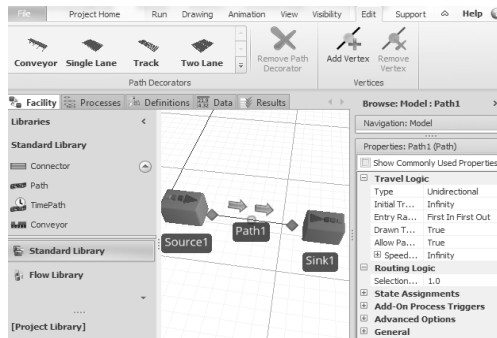 File Project Home Run Drawing Animation View Visibility Edit Support Help
Conveyor Single Lane Track Two Lane Remove Path Decorator Add Vertex Remove Vertex
Path Decorators Vertices
Facility Processes Definitions Data Results Browse: Model : Path1
Libraries Navigation: Model
Standard Library Properties: Path1 (Path)
Connector Show Commonly Used Properties
Path Travel Logic
TimePath Type Unidirectional
Conveyor Initial Tr... Infinity
Entry Ra... First In First Out
Drawn T... True
Allow Pa... True
Speed... Infinity
Routing Logic
Selection... 1.0
State Assignments
Add-On Process Triggers
Advanced Options
General
Standard Library
Flow Library
[Project Library]
Source1
Path1
Sink1